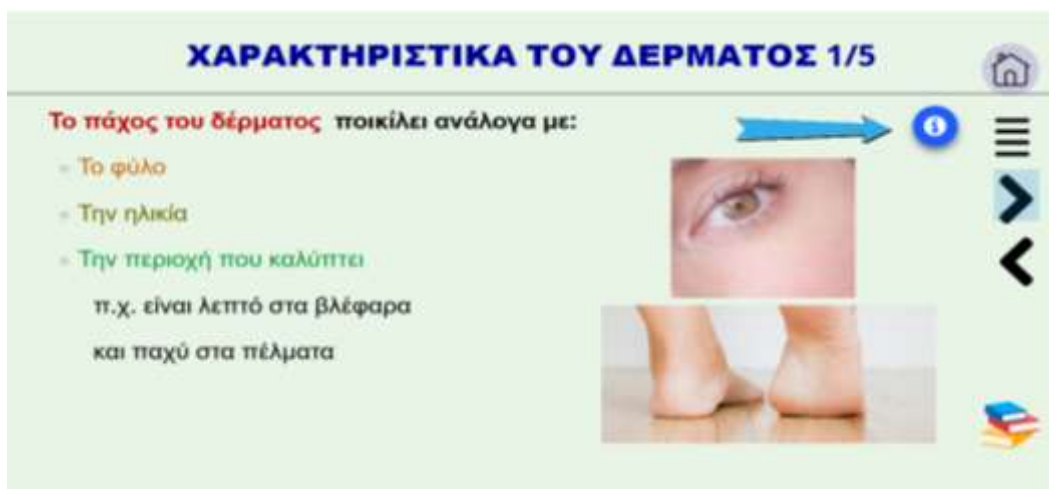 ΧΑΡΑΚΤΗΡΙΣΤΙΚΑ ΤΟΥ ΔΕΡΜΑΤΟΣ 1/5
Το πάχος του δέρματος ποικίλει ανάλογα με:
Το φύλο
Την ηλικία
Την περιοχή που καλύπτει
π.χ. είναι λεπτό στα βλέφαρα
και παχύ στα πέλματα